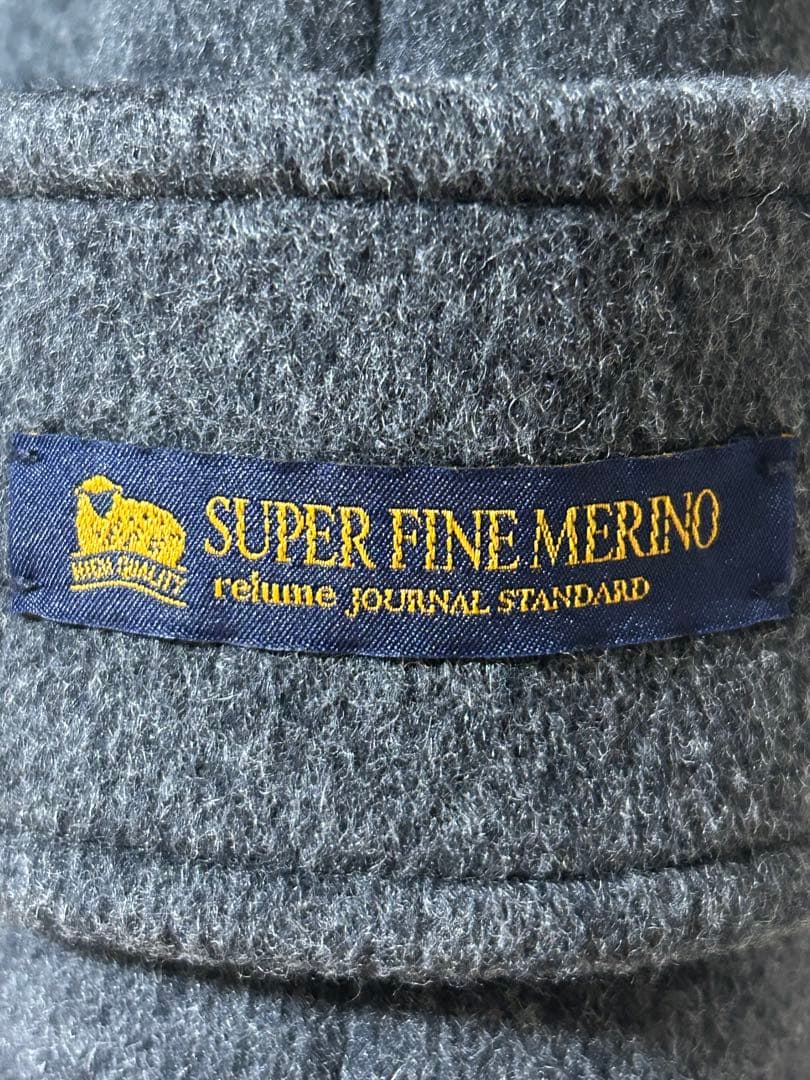 HIGH QUALITY
SUPER FINE MERINO
relume JOURNAL STANDARD